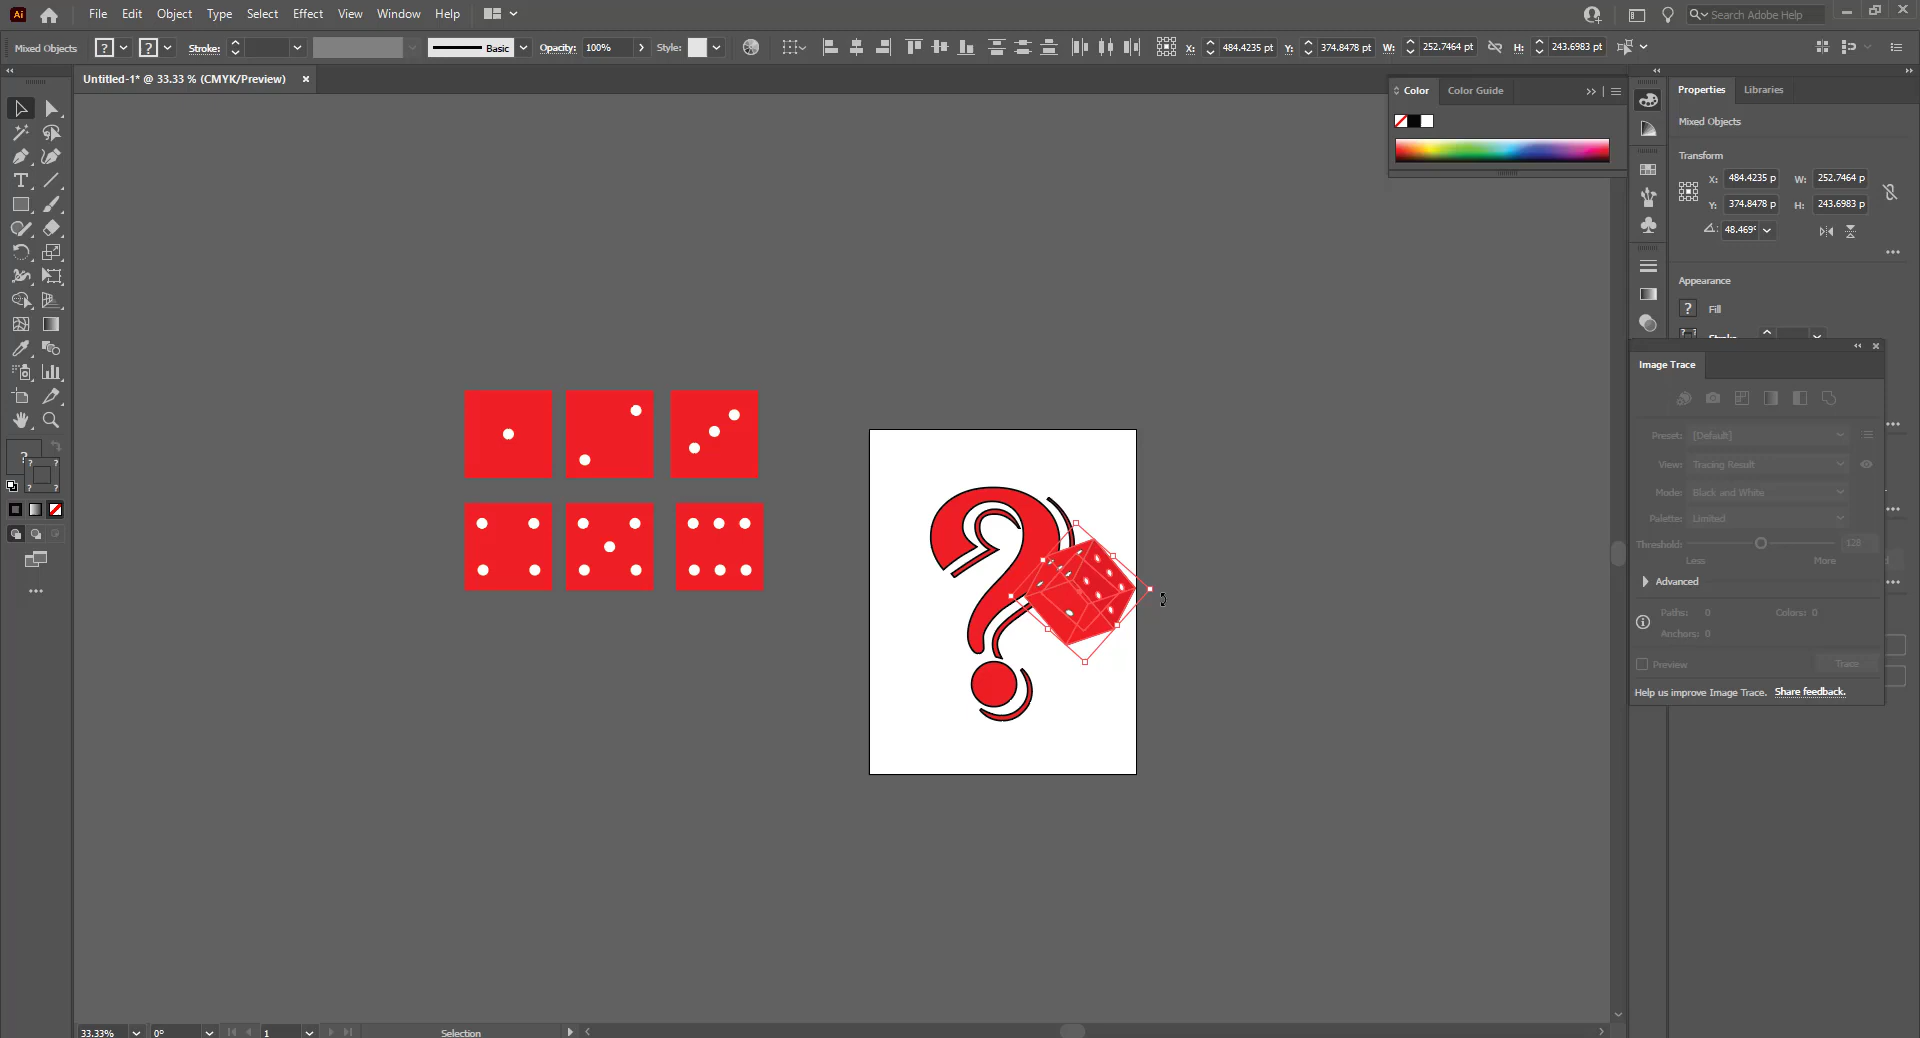 Ai File Edit Object Type Select Effect View Window Help Search Adobe Help
Mixed Objects ? ? Stroke: Basic Opacity: 100% Style: X: 484.4235 pt Y: 374.8478 pt W: 252.7464 pt H: 243.6983 pt
Untitled-1* @ 33.33 % (CMYK/Preview) ×
Color Color Guide
Properties Libraries
Mixed Objects
Transform
X: 484.4235 p W: 252.7464 p
Y: 374.8478 p H: 243.6983 p
48.469°
Appearance
? Fill
Stroke
Image Trace
Preset: [Default]
View: Tracing Result
Mode: Black and White
Palette: Limited
Threshold: 128
Less More
Advanced
Paths: 0 Colors: 0
Anchors: 0
Preview Trace
Help us improve Image Trace. Share feedback.
?
33.33% 0° 1 Selection